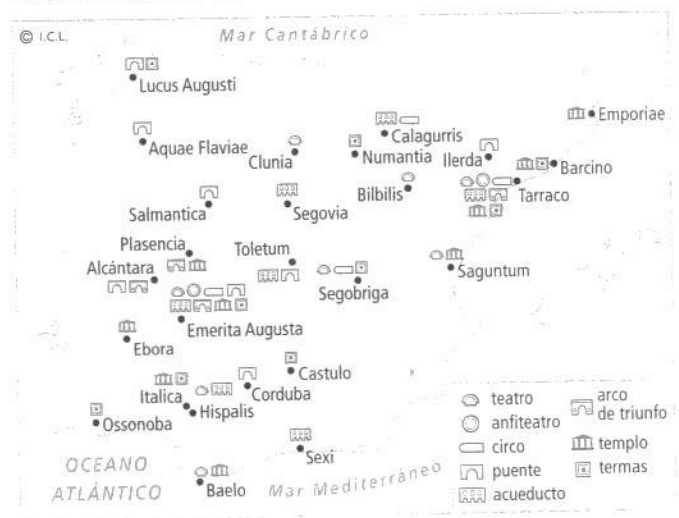 © I.C.L.
Mar Cantábrico
Lucus Augusti
Emporiae
Calagurris
Aquae Flaviae
Clunia
Numantia
Ilerda
Barcino
Bilbilis
Tarraco
Salmantica
Segovia
Plasencia
Toletum
Alcántara
Saguntum
Segobriga
Emerita Augusta
Ebora
Castulo
Italica
Corduba
Hispalis
Ossonoba
Sexi
OCEANO
ATLÁNTICO
Baelo
Mar Mediterráneo
teatro
anfiteatro
circo
puente
acueducto
arco
de triunfo
templo
termas